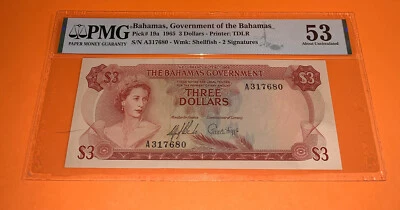 PMG
PAPER MONEY GUARANTY
Bahamas, Government of the Bahamas
Pick# 19a 1965 3 Dollars - Printer: TDLR
S/N A317680 - Wmk: Shellfish - 2 Signatures
53
About Uncirculated
THE BAHAMAS GOVERNMENT
$3
$3
A317680
THREE
DOLLARS
A317680
$3
$3